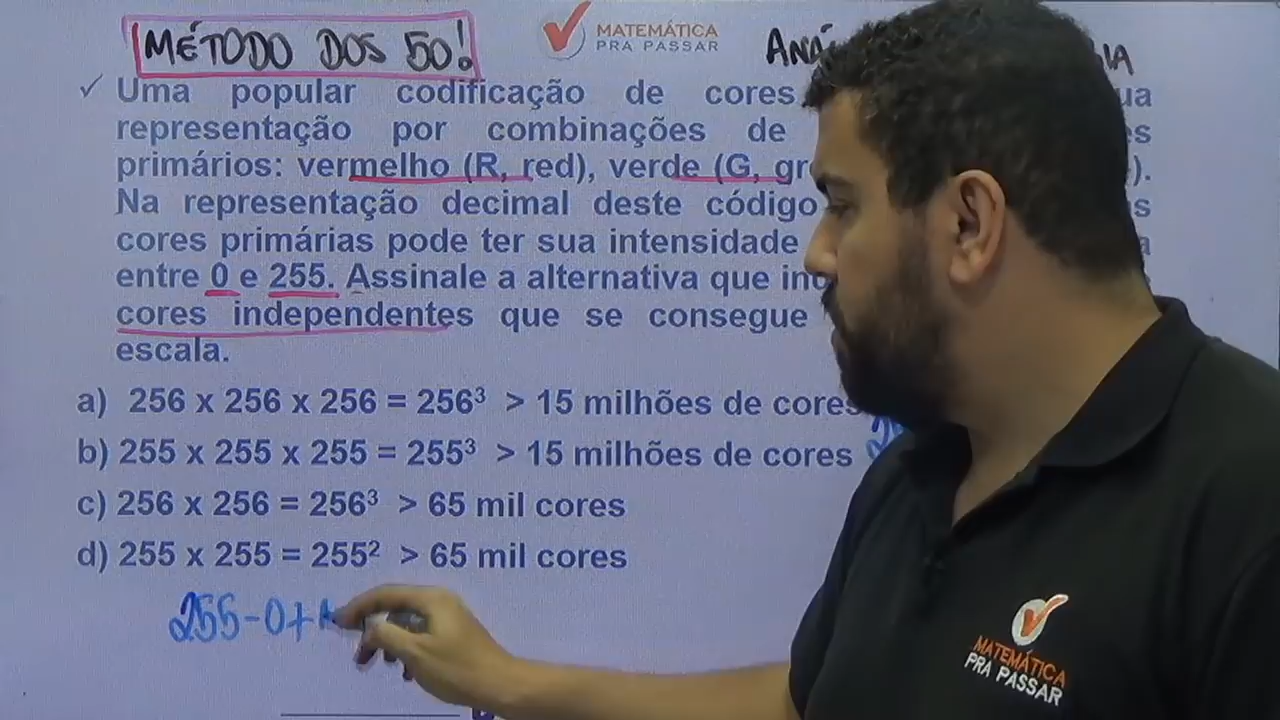 MÉTODO DOS 50!
MATEMÁTICA
PRA PASSAR
✓ Uma popular codificação de cores
representação por combinações de
primários: vermelho (R, red), verde (G,
).
Na representação decimal deste código
cores primárias pode ter sua intensidade
entre 0 e 255. Assinale a alternativa que
cores independentes que se consegue
escala.
a) 256 x 256 x 256 = 256³ > 15 milhões de cores
b) 255 x 255 x 255 = 255³ > 15 milhões de cores
c) 256 x 256 = 256³ > 65 mil cores
d) 255 x 255 = 255² > 65 mil cores
255-0+
MATEMÁTICA
PRA PASSAR